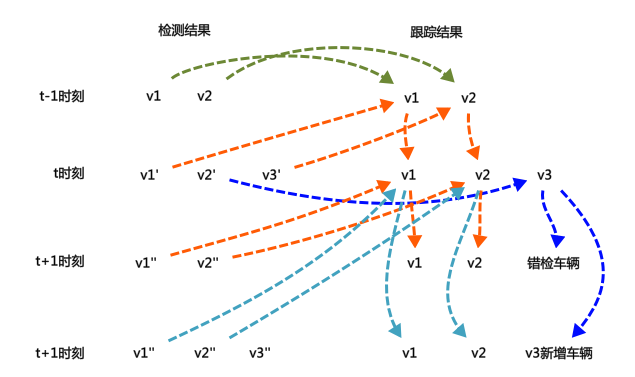 检测结果 跟踪结果
t-1时刻 v1 v2 v1 v2
t时刻 v1' v2' v3' v1 v2 v3
t+1时刻 v1'' v2'' v1 v2 错检车辆
t+1时刻 v1'' v2'' v3'' v1 v2 v3新增车辆